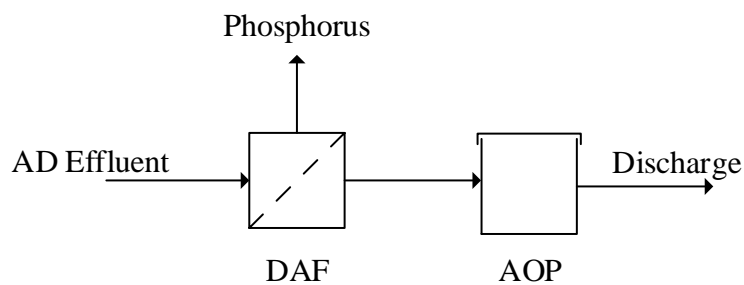 Phosphorus
AD Effluent
Discharge
DAF
AOP